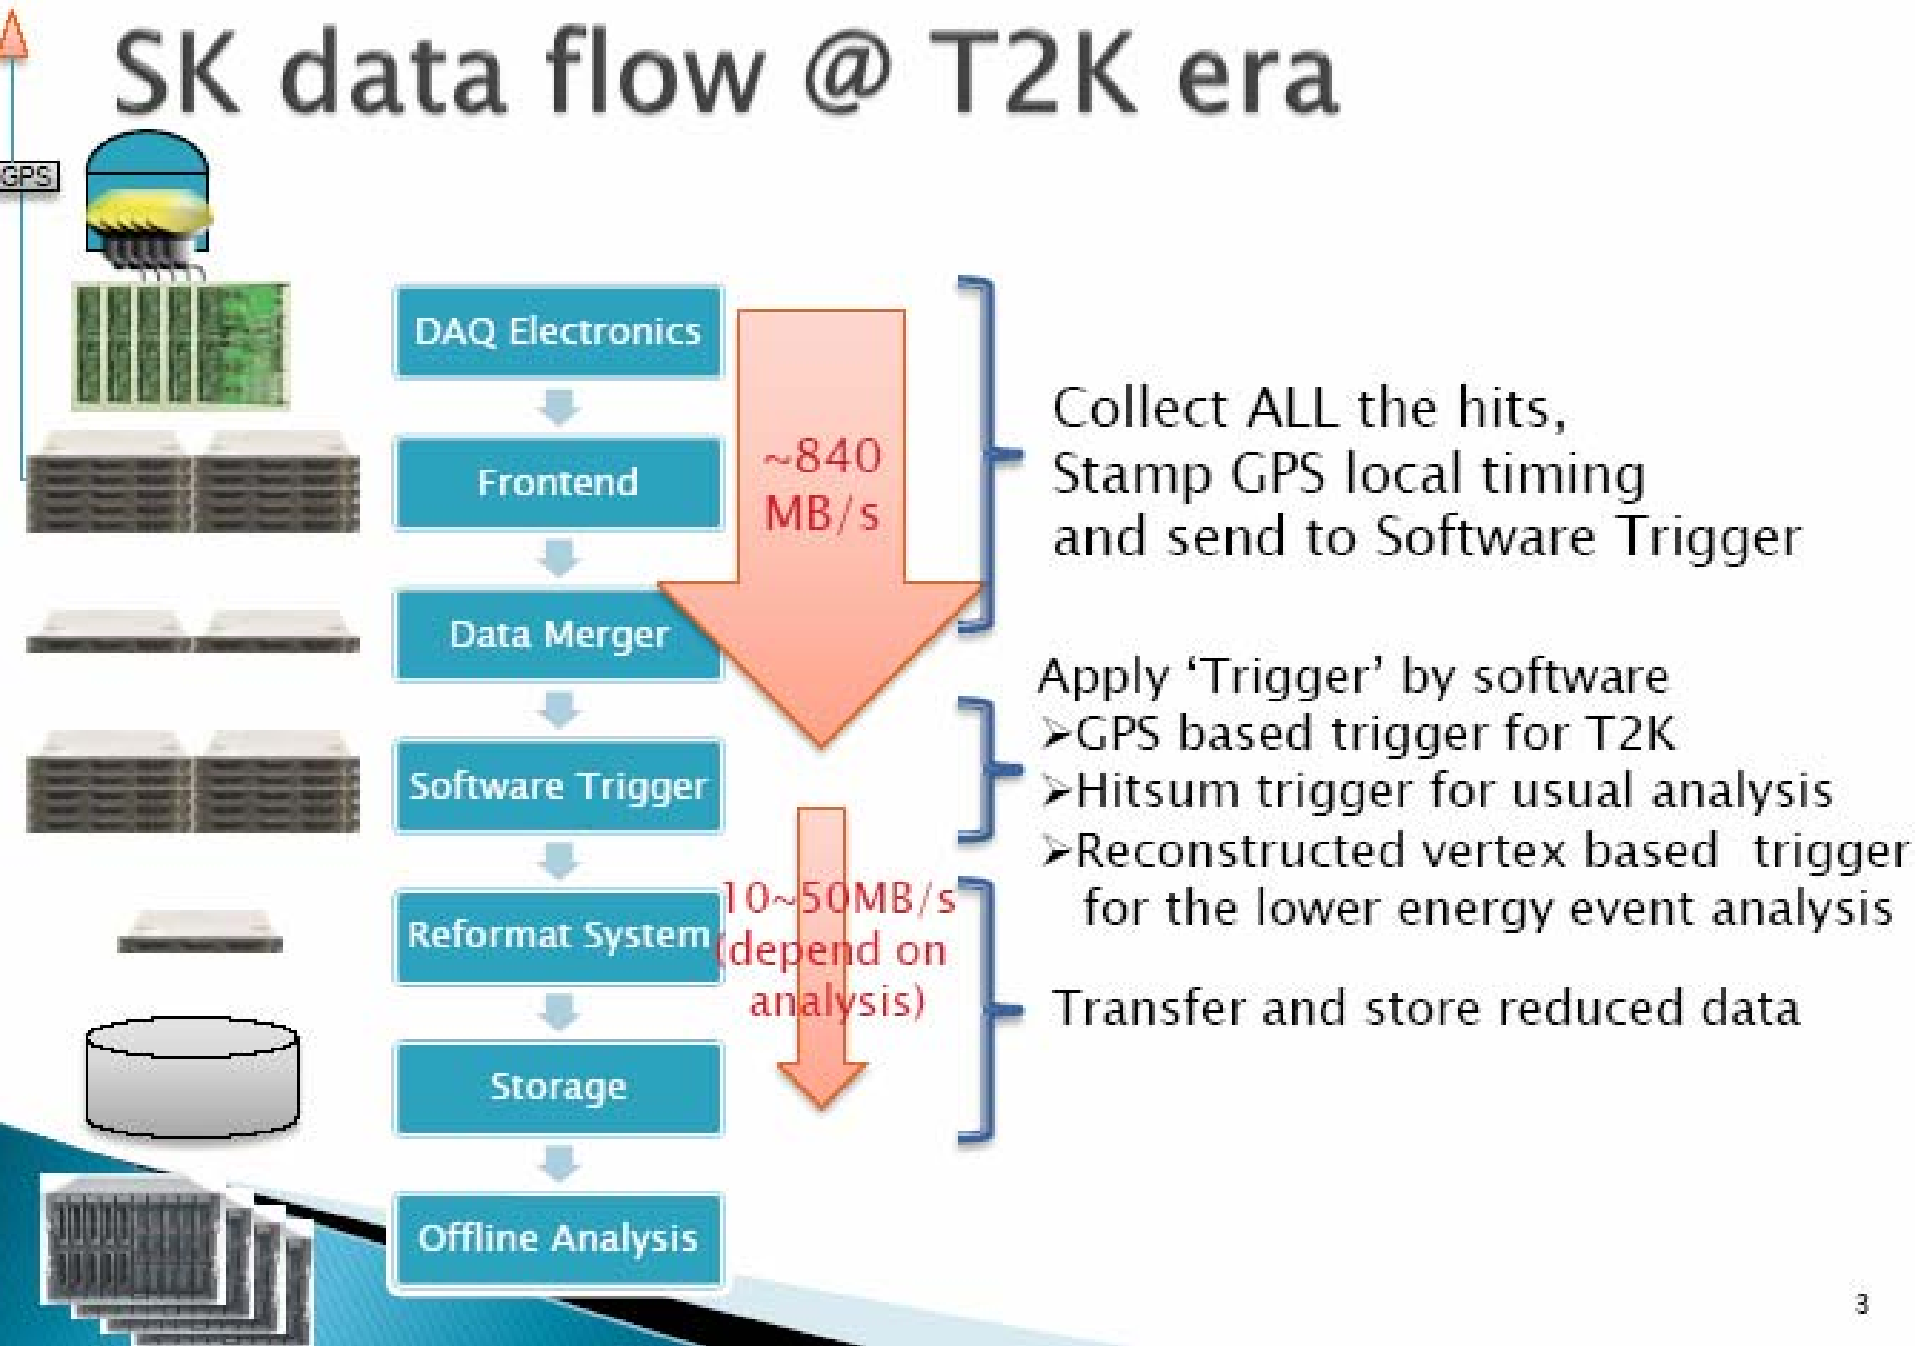 SK data flow @ T2K era
GPS
DAQ Electronics
Frontend
Data Merger
Software Trigger
Reformat System
Storage
Offline Analysis
~840
MB/s
10~50MB/s
(depend on
analysis)
Collect ALL the hits,
Stamp GPS local timing
and send to Software Trigger
Apply ‘Trigger’ by software
➢GPS based trigger for T2K
➢Hitsum trigger for usual analysis
➢Reconstructed vertex based trigger
for the lower energy event analysis
Transfer and store reduced data
3